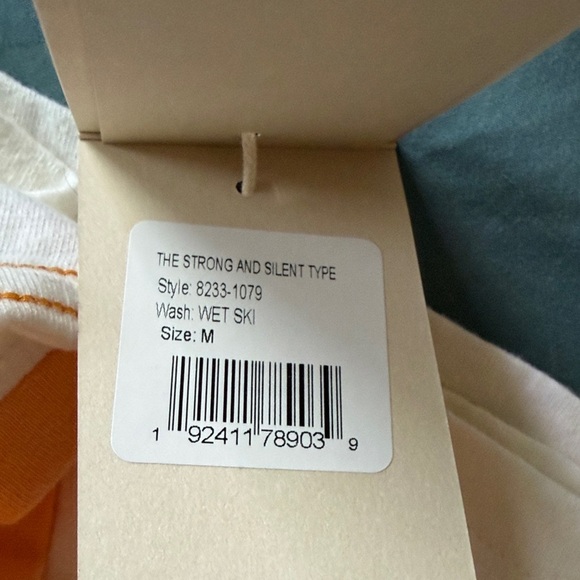 THE STRONG AND SILENT TYPE
Style: 8233-1079
Wash: WET SKI
Size: M
1 92411 78903 9